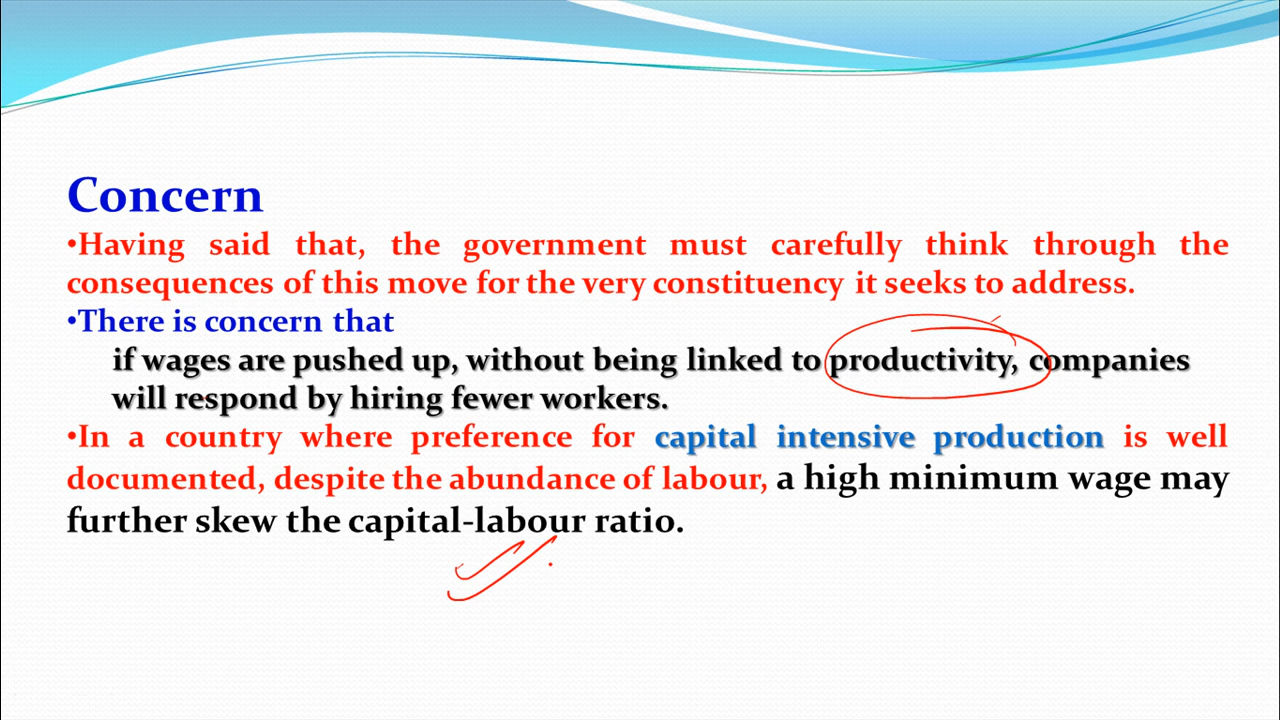 Concern
•Having said that, the government must carefully think through the
consequences of this move for the very constituency it seeks to address.
•There is concern that
if wages are pushed up, without being linked to productivity, companies
will respond by hiring fewer workers.
•In a country where preference for capital intensive production is well
documented, despite the abundance of labour, a high minimum wage may
further skew the capital-labour ratio.